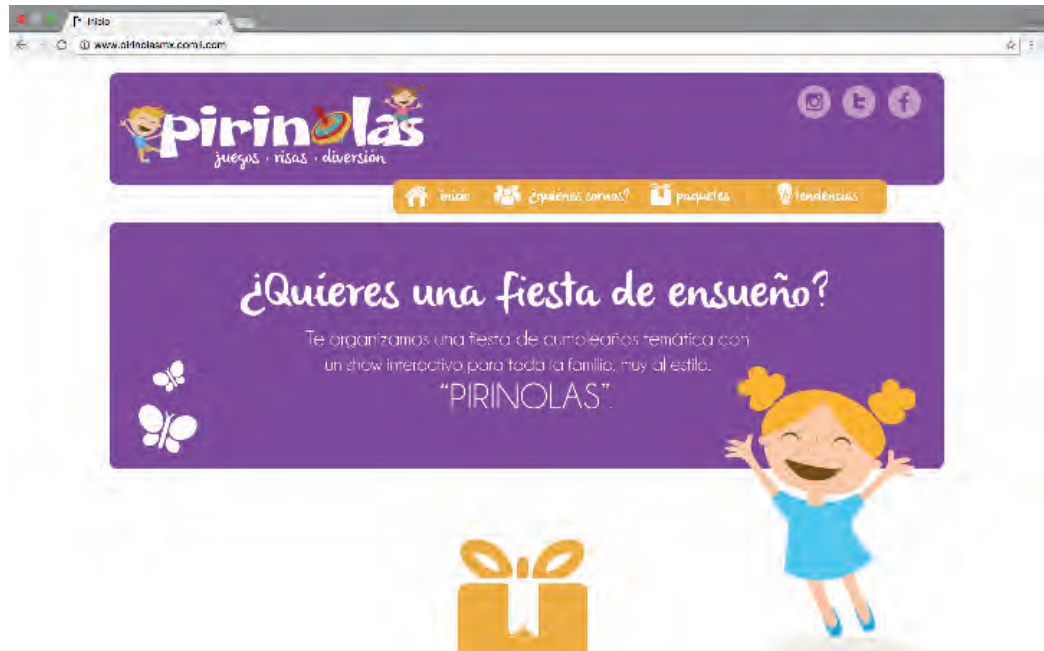 Inicio
www.pirinolasmx.com
pirinolas
juegos · risas · diversión
inicio ¿quiénes somos? paquetes tendencias
¿Quieres una fiesta de ensueño?
Te organizamos una fiesta de cumpleaños temática con
un show interactivo para toda la familia, muy al estilo.
“PIRINOLAS”.